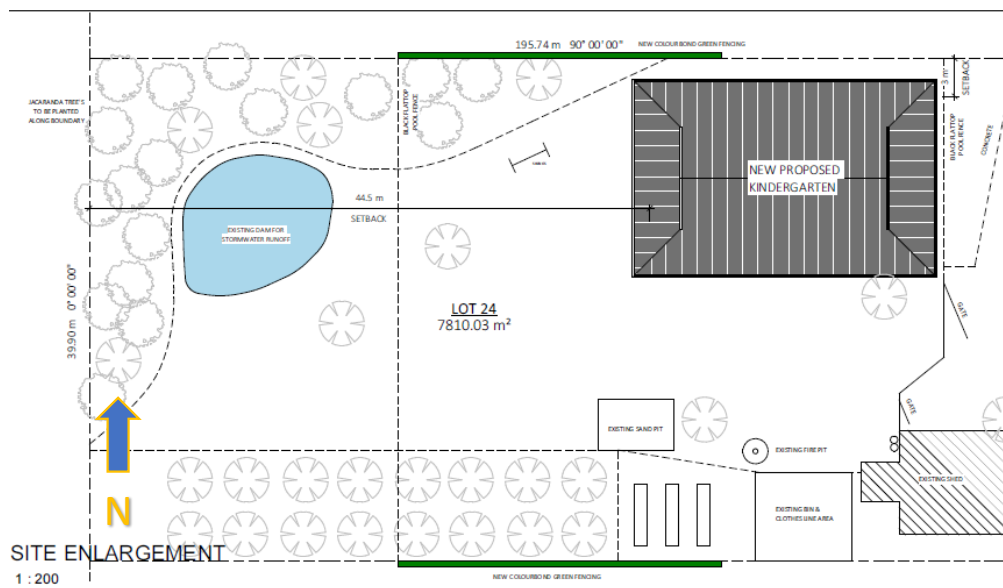 195.74 m 90° 00' 00"
NEW COLOURBOND GREEN FENCING
3 m
SETBACK
JACARANDA TREE'S
TO BE PLANTED
ALONG BOUNDARY
BLACK FLATTOP
POOL FENCE
BLACK FLATTOP
POOL FENCE
CONCRETE
NEW PROPOSED
KINDERGARTEN
44.5 m
SETBACK
EXISTING DAM FOR
STORMWATER RUNOFF
39.90 m 0° 00' 00"
LOT 24
7810.03 m²
GATE
GATE
EXISTING SAND PIT
EXISTING FIRE PIT
EXISTING SHED
EXISTING BIN &
CLOTHES LINE AREA
N
SITE ENLARGEMENT
1 : 200
NEW COLOURBOND GREEN FENCING